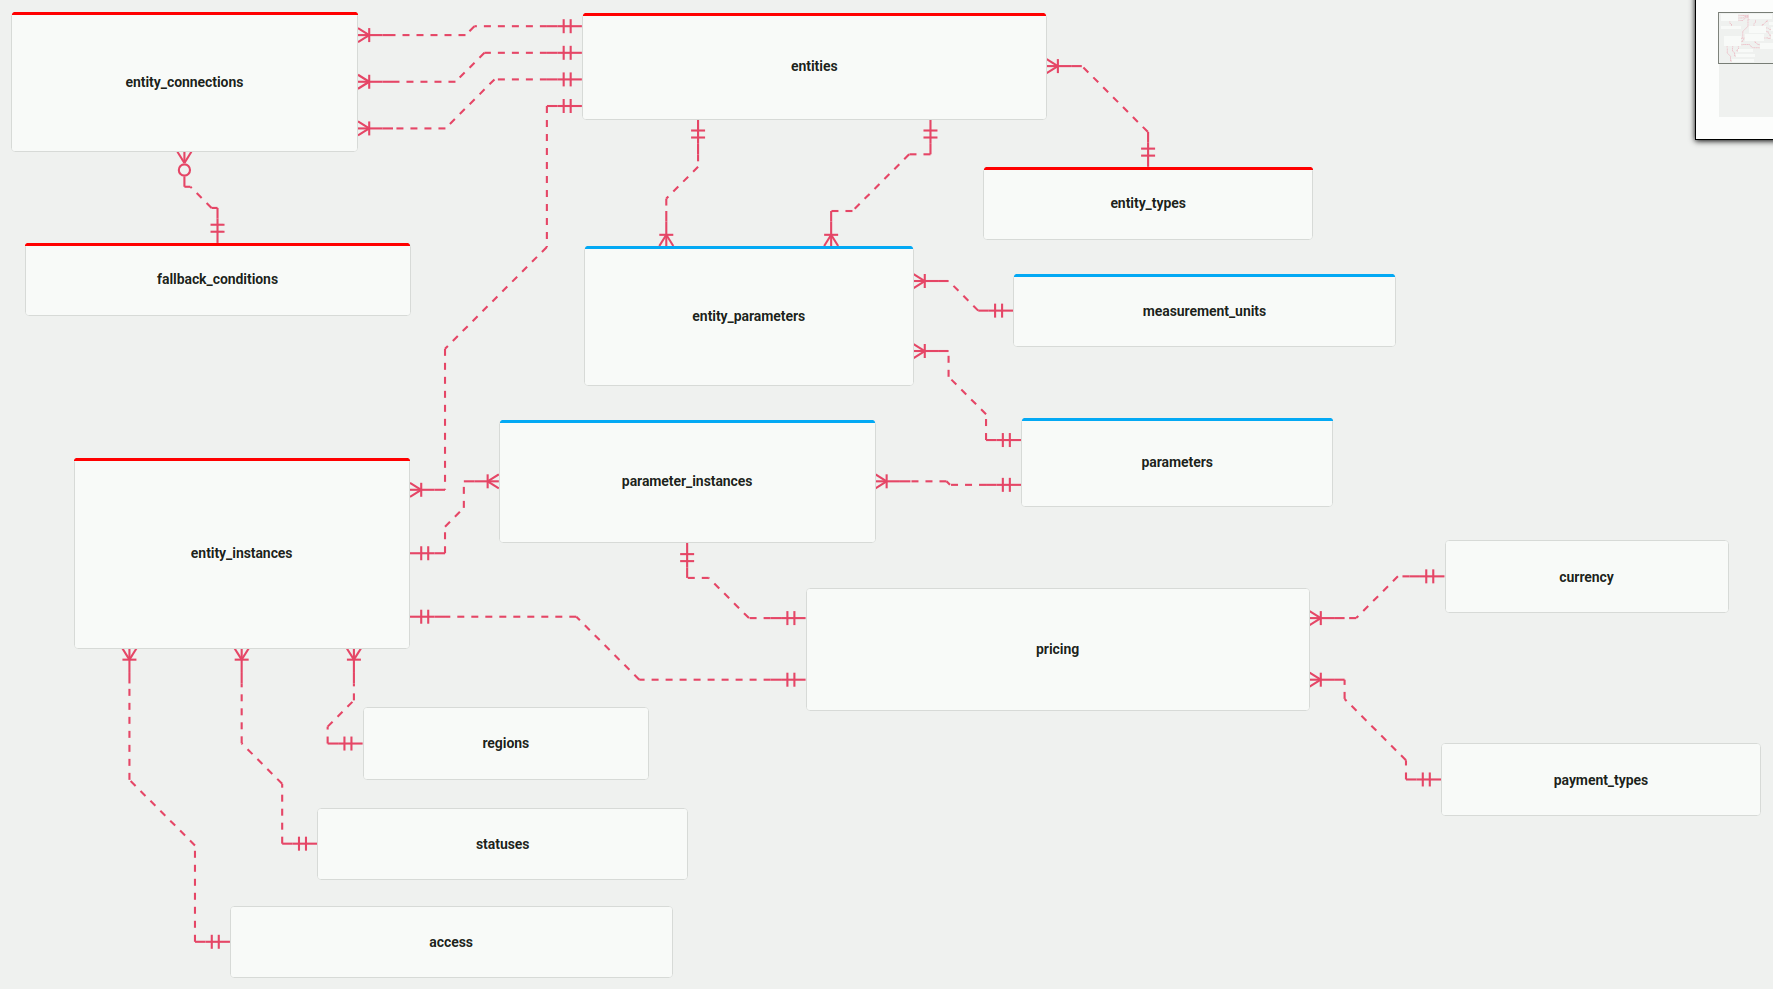 entity_connections
entities
entity_types
fallback_conditions
entity_parameters
measurement_units
parameter_instances
parameters
entity_instances
currency
pricing
regions
payment_types
statuses
access